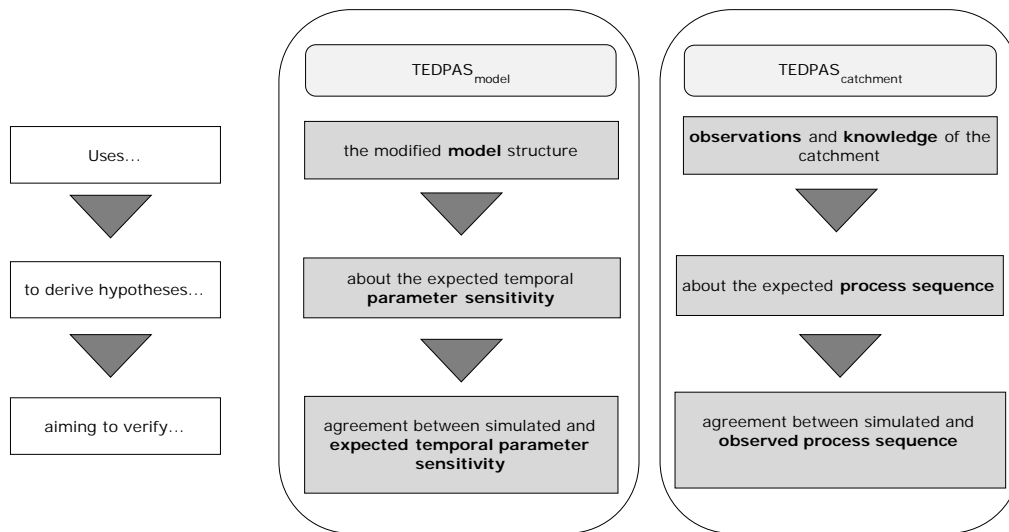 TEDPAS model
TEDPAS catchment
Uses…
the modified model structure
observations and knowledge of the
catchment
to derive hypotheses…
about the expected temporal
parameter sensitivity
about the expected process sequence
aiming to verify…
agreement between simulated and
expected temporal parameter
sensitivity
agreement between simulated and
observed process sequence